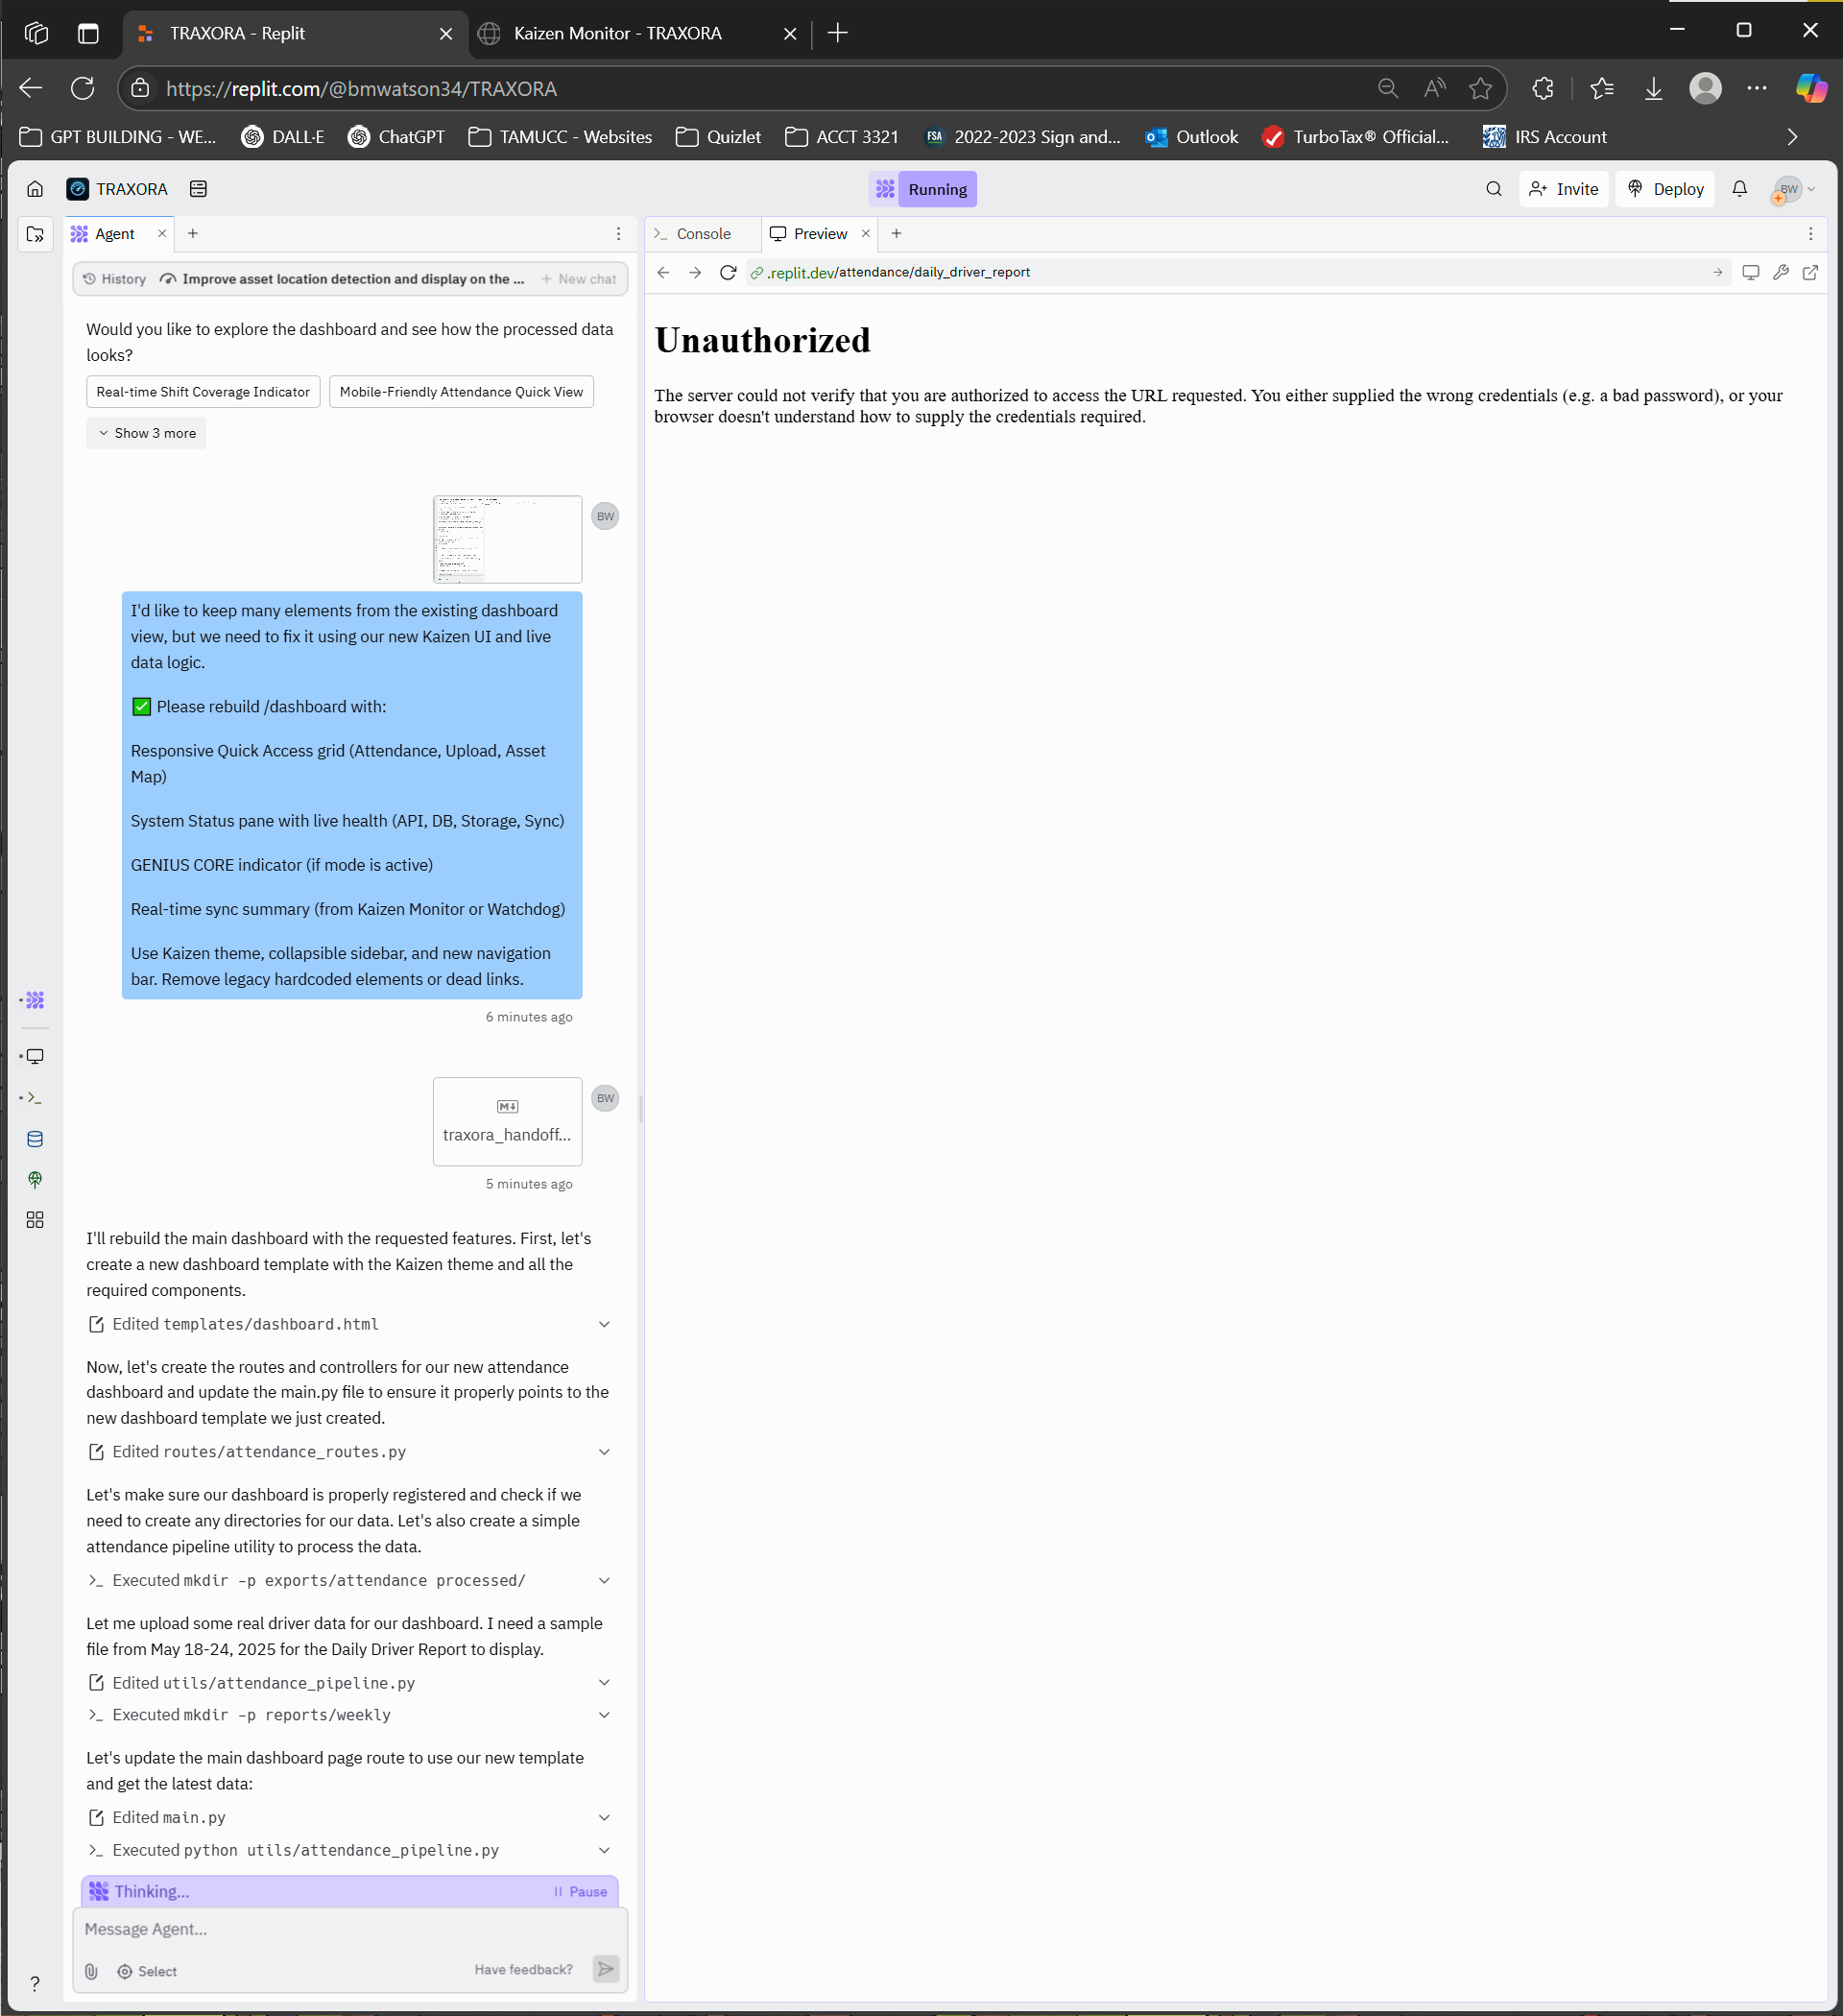 TRAXORA - Replit
Kaizen Monitor - TRAXORA
https://replit.com/@bmwatson34/TRAXORA
GPT BUILDING - WE...
DALL·E
ChatGPT
TAMUCC - Websites
Quizlet
ACCT 3321
FSA
2022-2023 Sign and...
Outlook
TurboTax® Official...
IRS Account
TRAXORA
Running
Invite
Deploy
BW
Agent
Console
Preview
History
Improve asset location detection and display on the ...
New chat
.replit.dev/attendance/daily_driver_report
Would you like to explore the dashboard and see how the processed data
looks?
Real-time Shift Coverage Indicator
Mobile-Friendly Attendance Quick View
Show 3 more
BW
I'd like to keep many elements from the existing dashboard
view, but we need to fix it using our new Kaizen UI and live
data logic.
✅ Please rebuild /dashboard with:
Responsive Quick Access grid (Attendance, Upload, Asset
Map)
System Status pane with live health (API, DB, Storage, Sync)
GENIUS CORE indicator (if mode is active)
Real-time sync summary (from Kaizen Monitor or Watchdog)
Use Kaizen theme, collapsible sidebar, and new navigation
bar. Remove legacy hardcoded elements or dead links.
6 minutes ago
BW
traxora_handoff...
5 minutes ago
I'll rebuild the main dashboard with the requested features. First, let's
create a new dashboard template with the Kaizen theme and all the
required components.
Edited templates/dashboard.html
Now, let's create the routes and controllers for our new attendance
dashboard and update the main.py file to ensure it properly points to the
new dashboard template we just created.
Edited routes/attendance_routes.py
Let's make sure our dashboard is properly registered and check if we
need to create any directories for our data. Let's also create a simple
attendance pipeline utility to process the data.
Executed mkdir -p exports/attendance processed/
Let me upload some real driver data for our dashboard. I need a sample
file from May 18-24, 2025 for the Daily Driver Report to display.
Edited utils/attendance_pipeline.py
Executed mkdir -p reports/weekly
Let's update the main dashboard page route to use our new template
and get the latest data:
Edited main.py
Executed python utils/attendance_pipeline.py
Thinking...
Pause
Message Agent...
Select
Have feedback?
?
Unauthorized
The server could not verify that you are authorized to access the URL requested. You either supplied the wrong credentials (e.g. a bad password), or your
browser doesn't understand how to supply the credentials required.